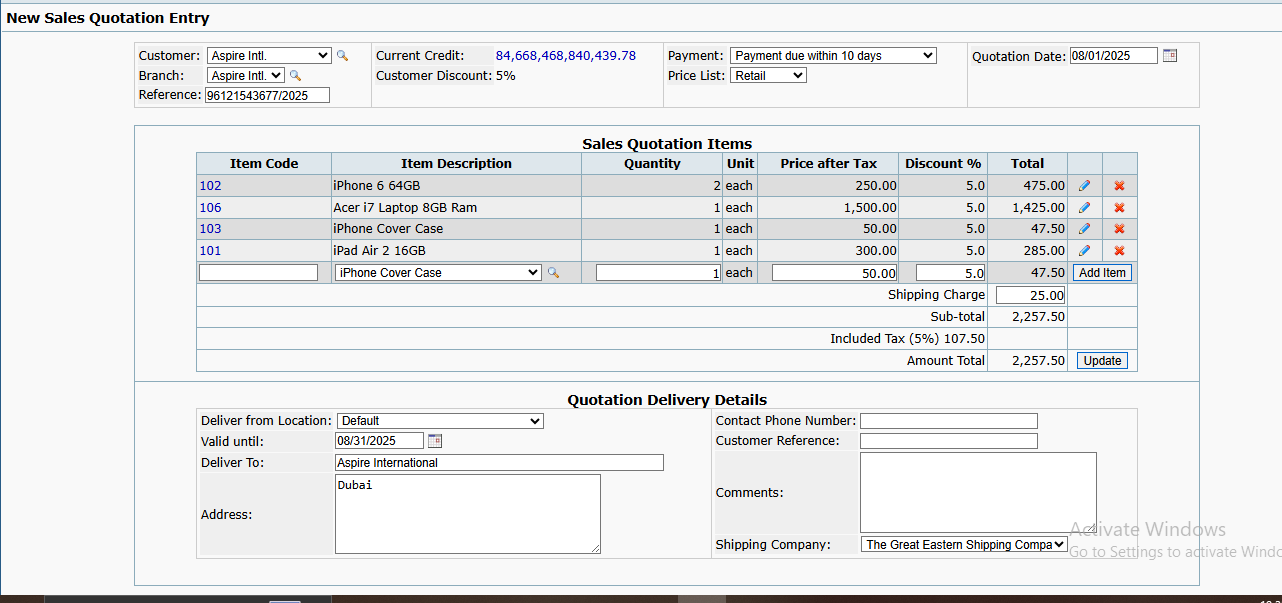 New Sales Quotation Entry
Customer: Aspire Intl. Current Credit: 84,668,468,840,439.78 Payment: Payment due within 10 days Quotation Date: 08/01/2025
Branch: Aspire Intl. Customer Discount: 5% Price List: Retail
Reference: 96121543677/2025
Sales Quotation Items
Item Code Item Description Quantity Unit Price after Tax Discount % Total
102 iPhone 6 64GB 2 each 250.00 5.0 475.00
106 Acer i7 Laptop 8GB Ram 1 each 1,500.00 5.0 1,425.00
103 iPhone Cover Case 1 each 50.00 5.0 47.50
101 iPad Air 2 16GB 1 each 300.00 5.0 285.00
iPhone Cover Case 1 each 50.00 5.0 47.50 Add Item
Shipping Charge 25.00
Sub-total 2,257.50
Included Tax (5%) 107.50
Amount Total 2,257.50 Update
Quotation Delivery Details
Deliver from Location: Default Contact Phone Number:
Valid until: 08/31/2025 Customer Reference:
Deliver To: Aspire International
Address: Dubai
Comments:
Shipping Company: The Great Eastern Shipping Compa
Activate Windows
Go to Settings to activate Windo